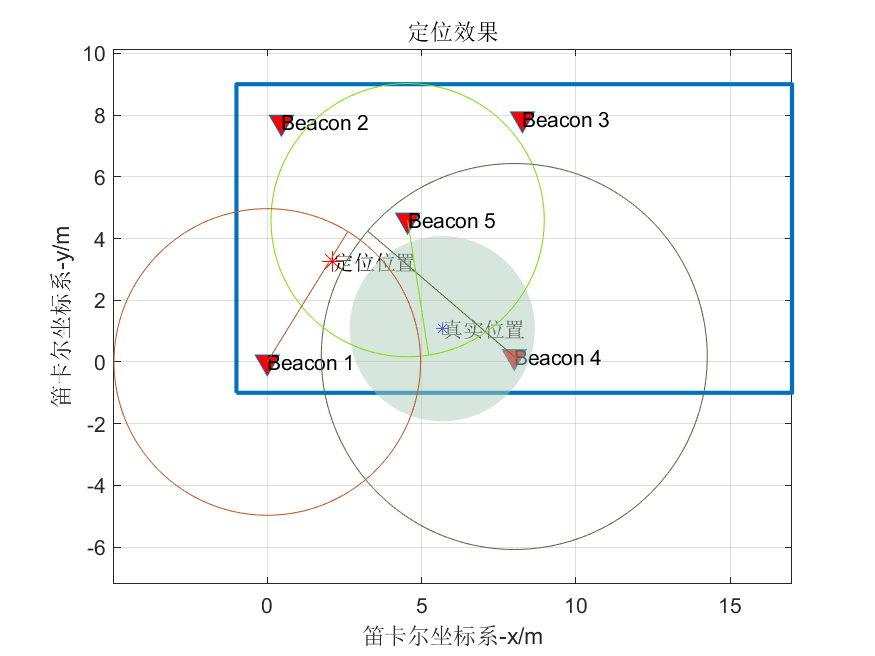 定位效果
10
8
6
4
2
0
-2
-4
-6
笛卡尔坐标系-y/m
Beacon 2
Beacon 3
Beacon 5
定位位置
真实位置
Beacon 1
Beacon 4
0
5
10
15
笛卡尔坐标系-x/m